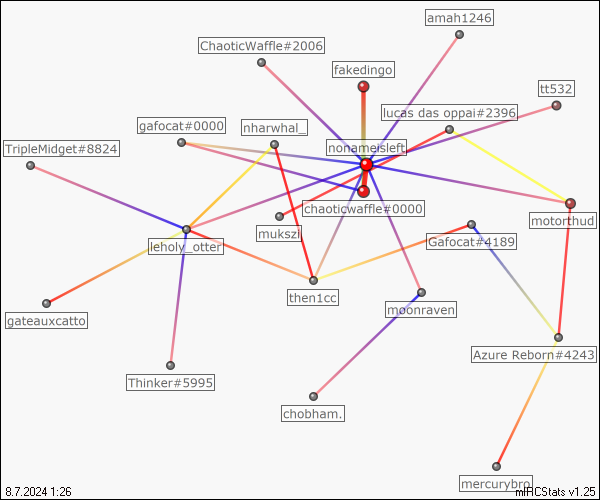 amah1246
ChaoticWaffle#2006
fakedingo
tt532
lucas das oppai#2396
gafocat#0000
nharwhal_
TripleMidget#8824
nonameisleft
chaoticwaffle#0000
mukszi
motorthud
Gafocat#4189
leholy_otter
then1cc
moonraven
gateauxcatto
Azure Reborn#4243
Thinker#5995
chobham.
mercurybro
8.7.2024 1:26
mIRCStats v1.25